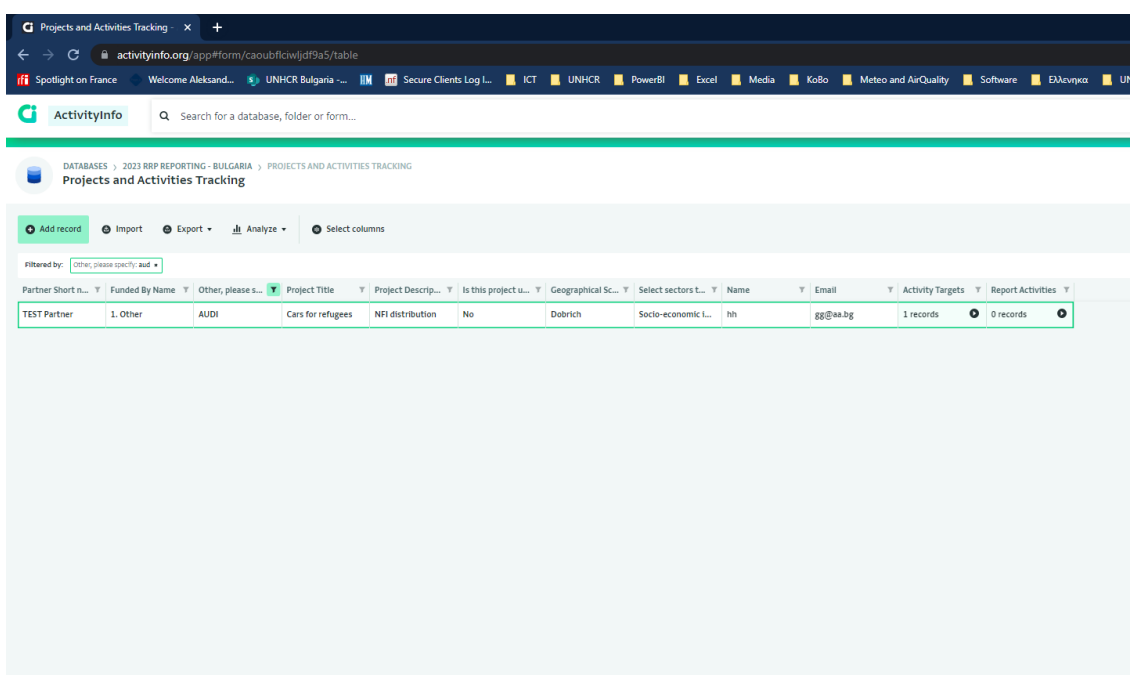 Projects and Activities Tracking -
activityinfo.org/app#form/caoubflciwljdf9a5/table
rfi Spotlight on France Welcome Aleksand... S UNHCR Bulgaria -... .nf Secure Clients Log I... ICT UNHCR PowerBI Excel Media KoBo Meteo and AirQuality Software Ελληνικα UN
ActivityInfo Search for a database, folder or form...
DATABASES > 2023 RRP REPORTING - BULGARIA > PROJECTS AND ACTIVITIES TRACKING
Projects and Activities Tracking
Add record Import Export Analyze Select columns
Filtered by: Other, please specify: aud
Partner Short n... Funded By Name Other, please s... Project Title Project Descrip... Is this project u... Geographical Sc... Select sectors t... Name Email Activity Targets Report Activities
TEST Partner 1. Other AUDI Cars for refugees NFI distribution No Dobrich Socio-economic i... hh gg@aa.bg 1 records 0 records